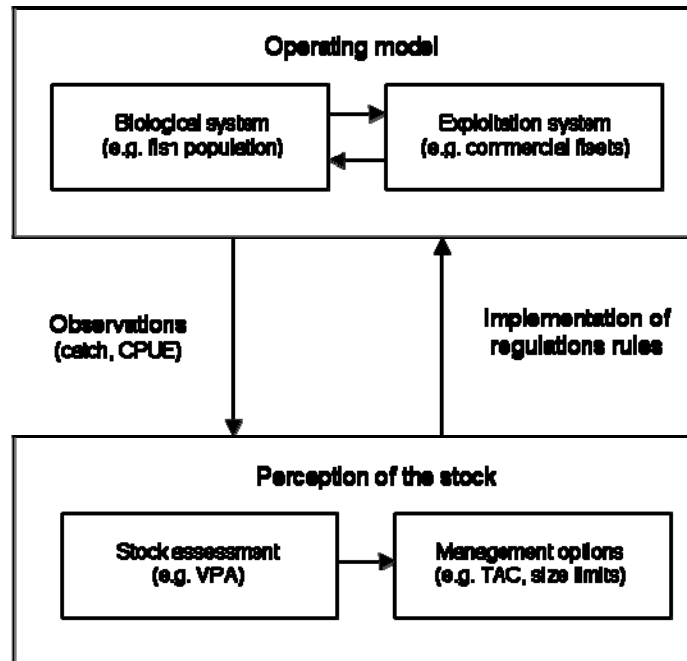 Operating model
Biological system
(e.g. fish population)
Exploitation system
(e.g. commercial fleets)
Observations
(catch, CPUE)
Implementation of
regulations rules
Perception of the stock
Stock assessment
(e.g. VPA)
Management options
(e.g. TAC, size limits)